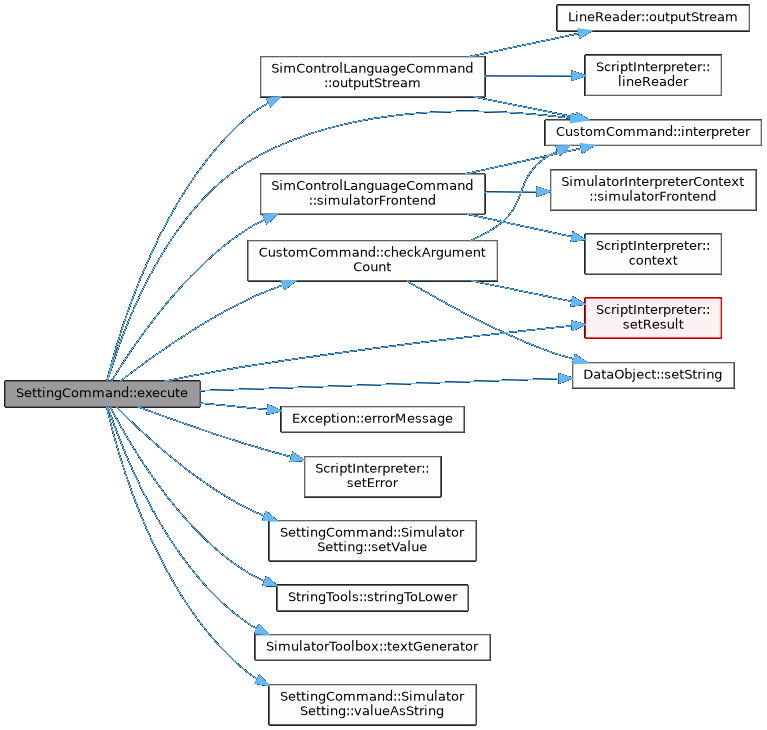 LineReader::outputStream
SimControlLanguageCommand
::outputStream
ScriptInterpreter::
lineReader
CustomCommand::interpreter
SimControlLanguageCommand
::simulatorFrontend
SimulatorInterpreterContext
::simulatorFrontend
CustomCommand::checkArgument
Count
ScriptInterpreter::
context
ScriptInterpreter::
setResult
DataObject::setString
SettingCommand::execute
Exception::errorMessage
ScriptInterpreter::
setError
SettingCommand::Simulator
Setting::setValue
StringTools::stringToLower
SimulatorToolbox::textGenerator
SettingCommand::Simulator
Setting::valueAsString